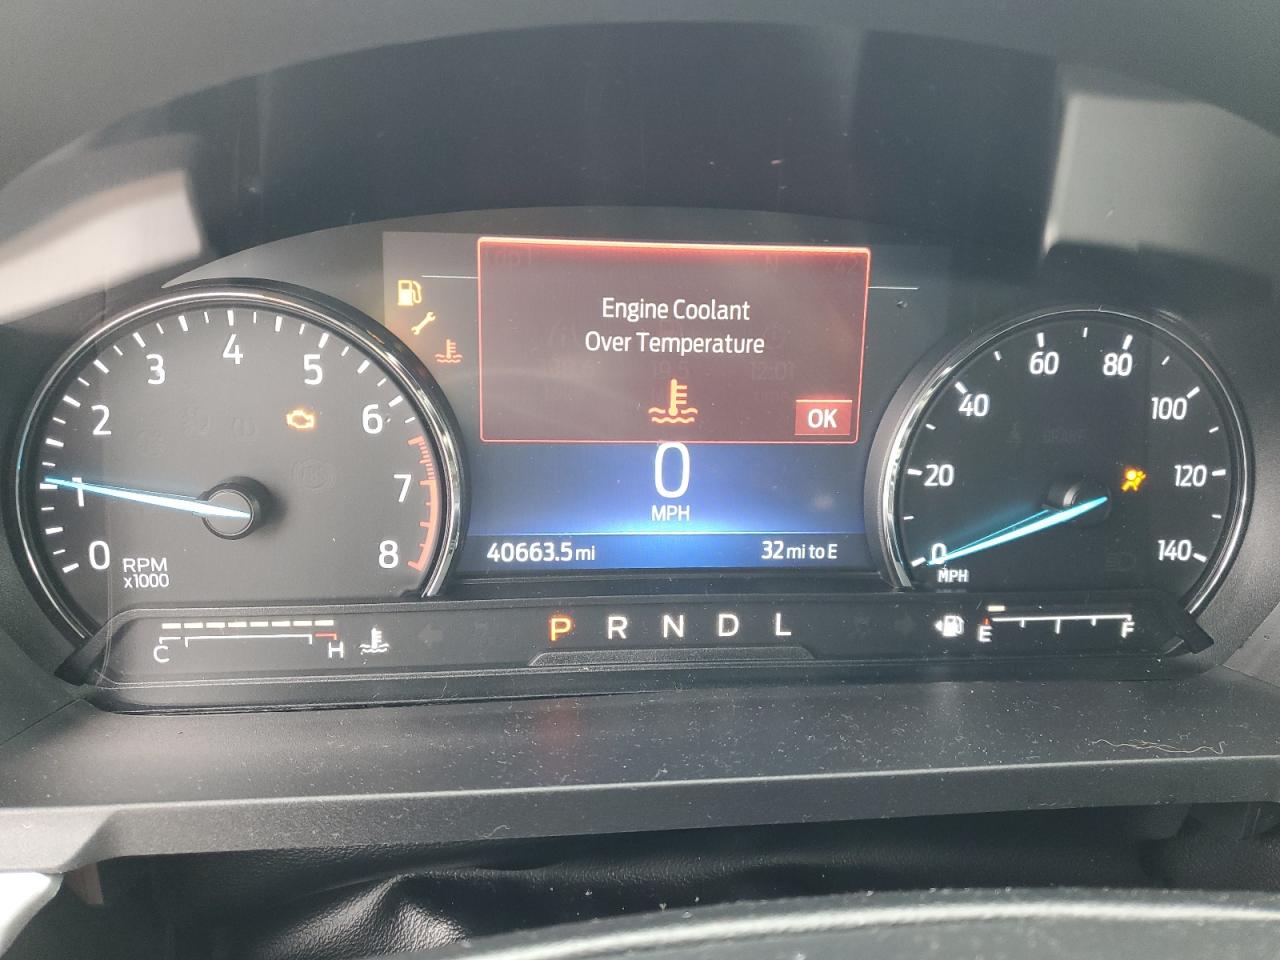 Engine Coolant
Over Temperature
OK
0
MPH
40663.5 mi
32 mi to E
0
1
2
3
4
5
6
7
8
RPM
x1000
0
20
40
60
80
100
120
140
MPH
C
H
P R N D L
E
F